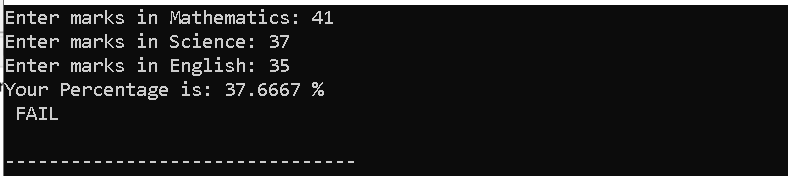 Enter marks in Mathematics: 41
Enter marks in Science: 37
Enter marks in English: 35
Your Percentage is: 37.6667 %
 FAIL
--------------------------------